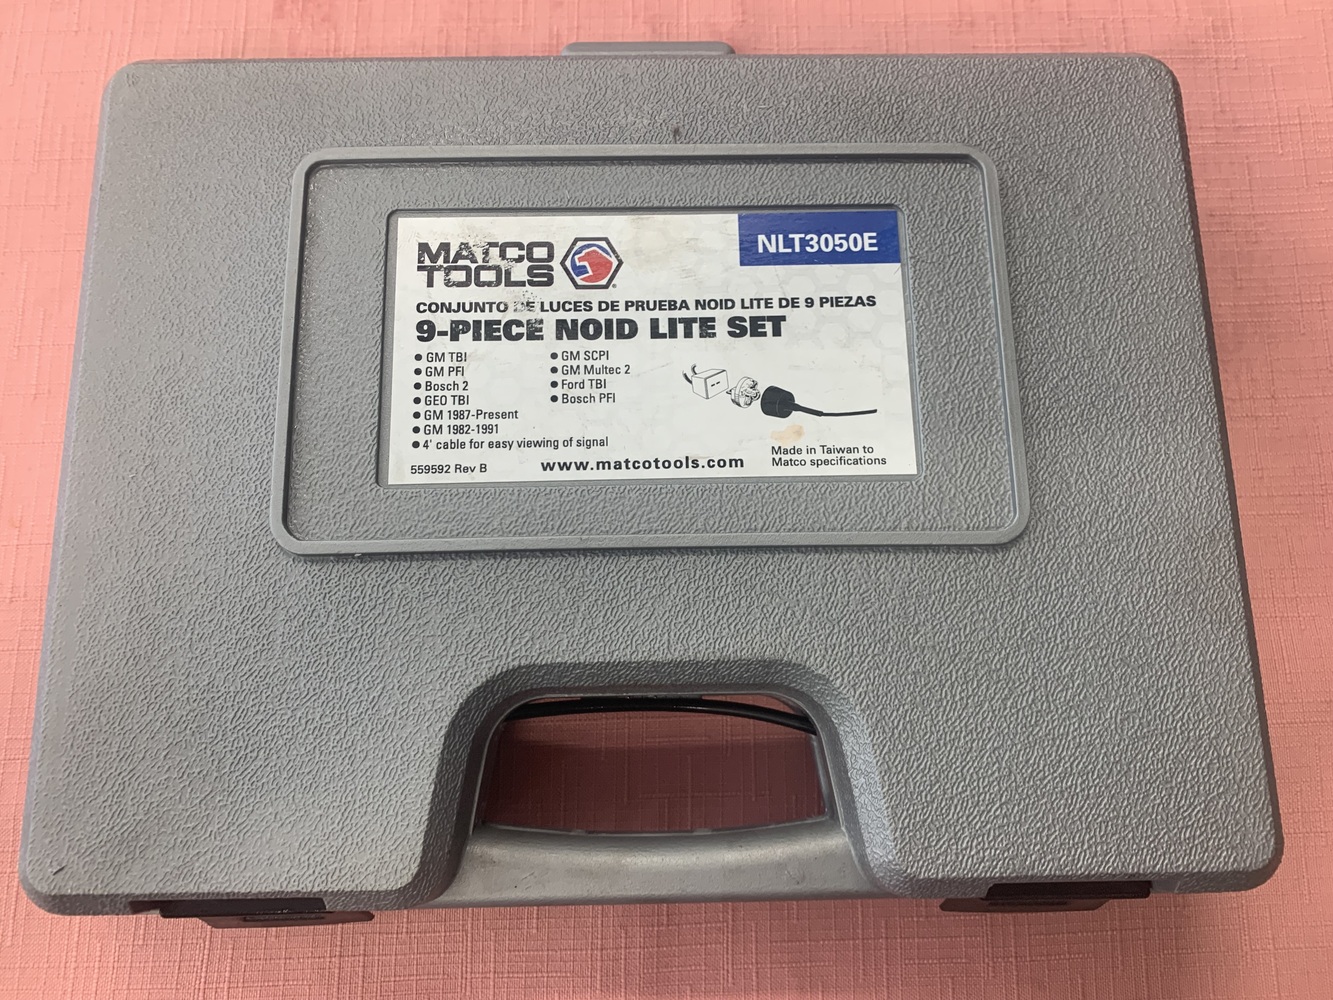 MATCO
TOOLS
®
NLT3050E
CONJUNTO DE LUCES DE PRUEBA NOID LITE DE 9 PIEZAS
9-PIECE NOID LITE SET
● GM TBI
● GM PFI
● Bosch 2
● GEO TBI
● GM 1987-Present
● GM 1982-1991
● 4' cable for easy viewing of signal
● GM SCPI
● GM Multec 2
● Ford TBI
● Bosch PFI
559592 Rev B
www.matcotools.com
Made in Taiwan to
Matco specifications